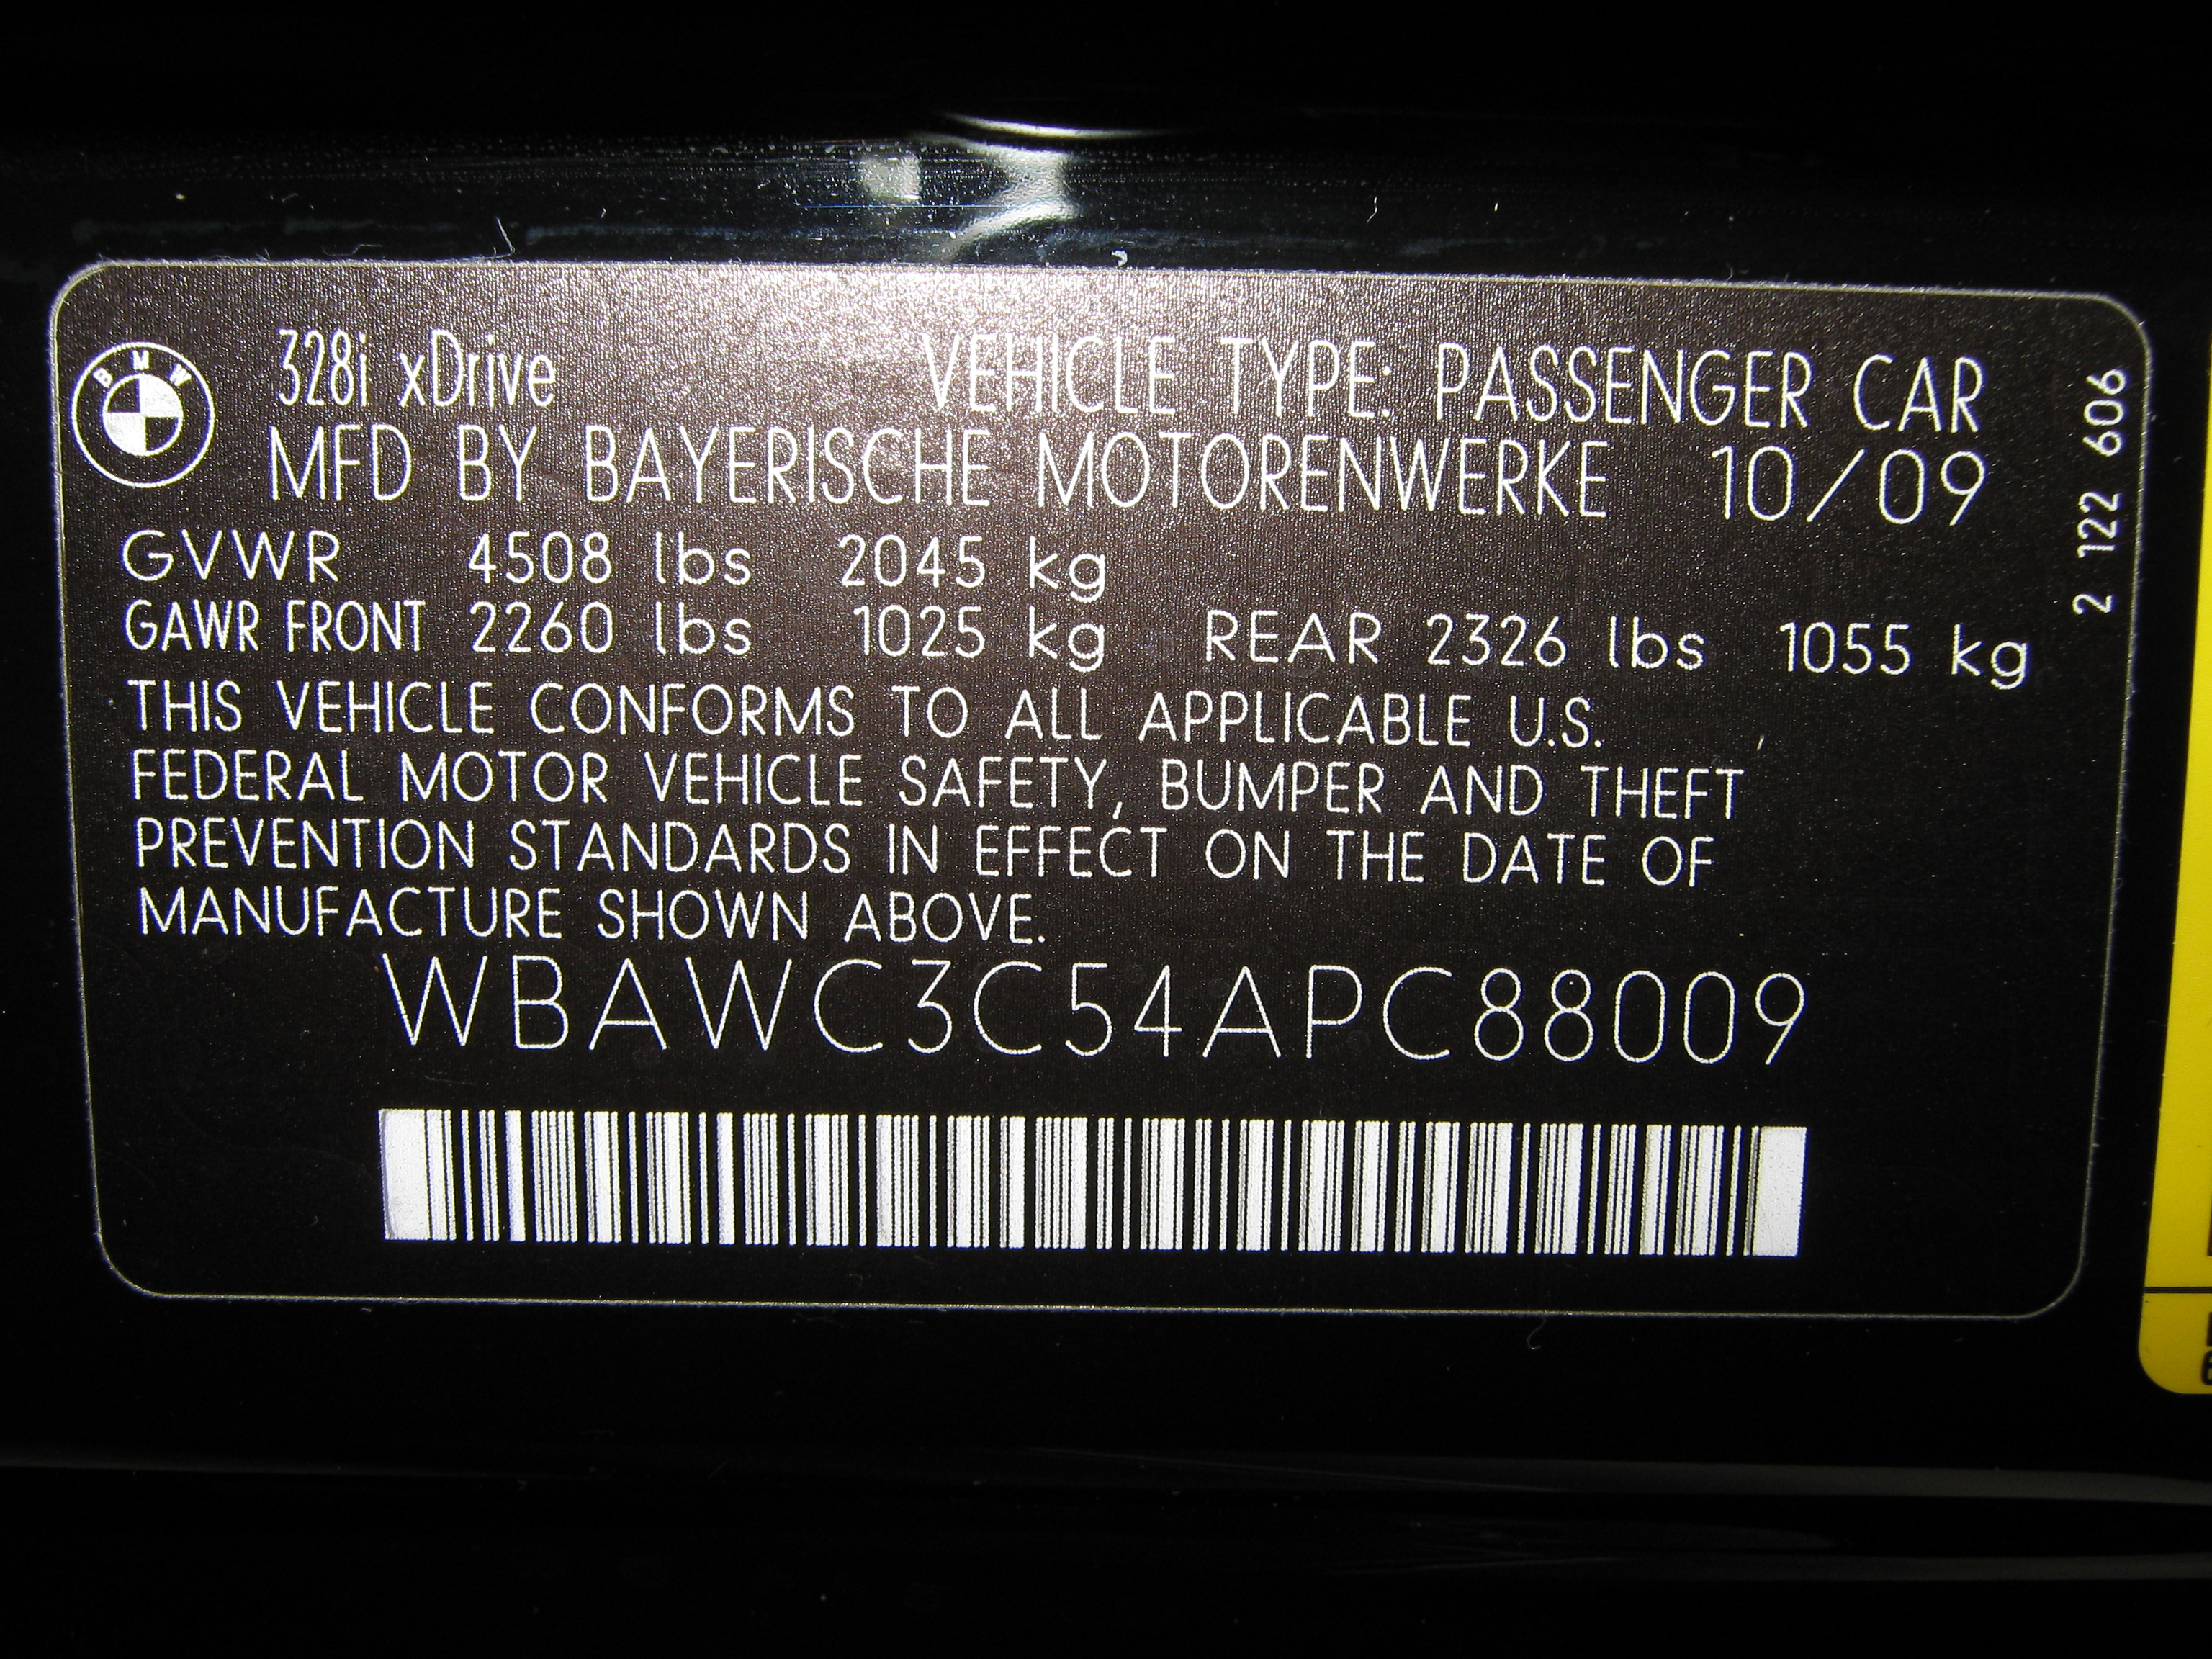 BMW
328i xDrive VEHICLE TYPE: PASSENGER CAR
MFD BY BAYERISCHE MOTORENWERKE 10/09
GVWR 4508 lbs 2045 kg
GAWR FRONT 2260 lbs 1025 kg REAR 2326 lbs 1055 kg
THIS VEHICLE CONFORMS TO ALL APPLICABLE U.S.
FEDERAL MOTOR VEHICLE SAFETY, BUMPER AND THEFT
PREVENTION STANDARDS IN EFFECT ON THE DATE OF
MANUFACTURE SHOWN ABOVE.
WBAWC3C54APC88009
2 122 606